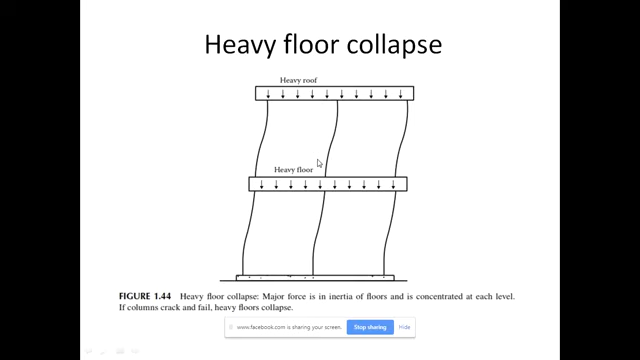 Heavy floor collapse
Heavy roof
Heavy floor
FIGURE 1.44 Heavy floor collapse: Major force is in inertia of floors and is concentrated at each level.
If columns crack and fail, heavy floors collapse.
www.facebook.com is sharing your screen. Stop sharing Hide